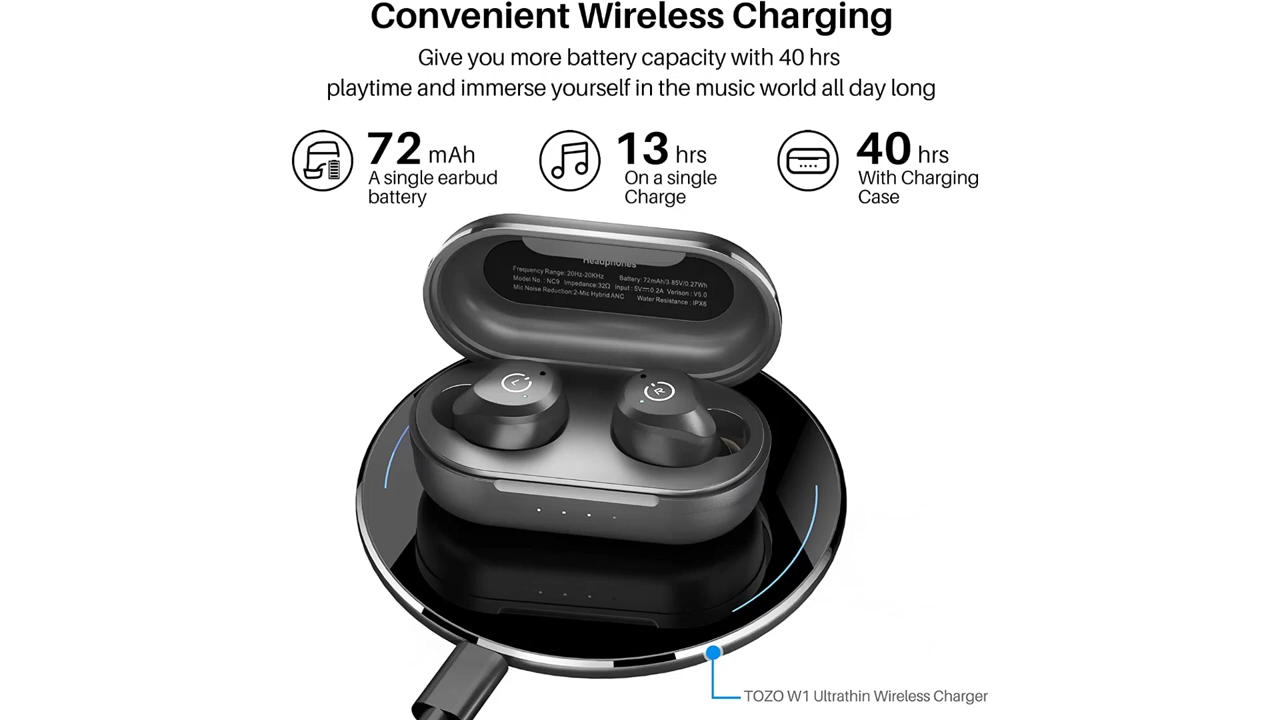 Convenient Wireless Charging
Give you more battery capacity with 40 hrs
playtime and immerse yourself in the music world all day long
72 mAh
A single earbud
battery
13 hrs
On a single
Charge
40 hrs
With Charging
Case
Headphones
Frequency Range: 20Hz-20KHz Battery: 72mAh/3.85V/0.27Wh
Model No.: NC9 Impedance:32Ω Input : 5V⎓0.2A Verison : V5.0
Mic Noise Reduction:2-Mic Hybrid ANC Water Resistance : IPX6
L
R
TOZO W1 Ultrathin Wireless Charger